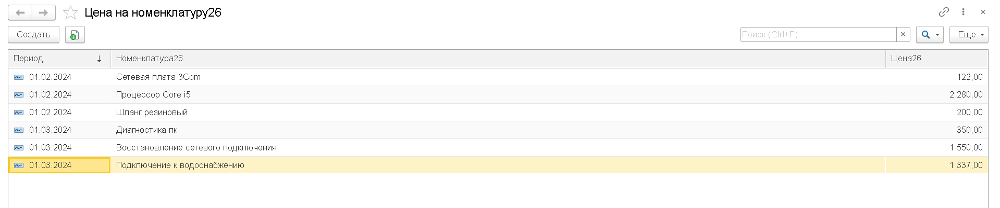 Цена на номенклатуру26
Создать
Поиск (Ctrl+F)
×
Еще
Период ↓ Номенклатура26 Цена26
01.02.2024 Сетевая плата 3Com 122,00
01.02.2024 Процессор Core i5 2 280,00
01.02.2024 Шланг резиновый 200,00
01.03.2024 Диагностика пк 350,00
01.03.2024 Восстановление сетевого подключения 1 550,00
01.03.2024 Подключение к водоснабжению 1 337,00